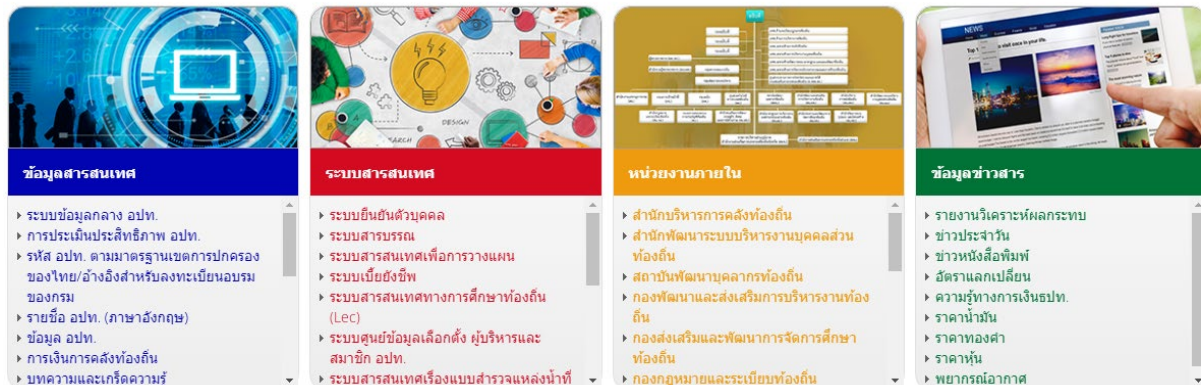 NEWS
SEARCH
DESIGN
ข้อมูลสารสนเทศ
ระบบข้อมูลกลาง อปท.
การประเมินประสิทธิภาพ อปท.
รหัส อปท. ตามมาตรฐานเขตการปกครอง
ของไทย/อ้างอิงสำหรับลงทะเบียนอบรม
ของกรม
รายชื่อ อปท. (ภาษาอังกฤษ)
ข้อมูล อปท.
การเงินการคลังท้องถิ่น
บทความและเกร็ดความรู้
ระบบสารสนเทศ
ระบบยืนยันตัวบุคคล
ระบบสารบรรณ
ระบบสารสนเทศเพื่อการวางแผน
ระบบเบี้ยยังชีพ
ระบบสารสนเทศทางการศึกษาท้องถิ่น
(Lec)
ระบบศูนย์ข้อมูลเลือกตั้ง ผู้บริหารและ
สมาชิก อปท.
ระบบสารสนเทศเรื่องแบบสำรวจแหล่งน้ำที่
หน่วยงานภายใน
สำนักบริหารการคลังท้องถิ่น
สำนักพัฒนาระบบบริหารงานบุคคลส่วน
ท้องถิ่น
สถาบันพัฒนาบุคลากรท้องถิ่น
กองพัฒนาและส่งเสริมการบริหารงานท้อง
ถิ่น
กองส่งเสริมและพัฒนาการจัดการศึกษา
ท้องถิ่น
กองกฎหมายและระเบียบท้องถิ่น
ข้อมูลข่าวสาร
รายงานวิเคราะห์ผลกระทบ
ข่าวประจำวัน
ข่าวหนังสือพิมพ์
อัตราแลกเปลี่ยน
ความรู้ทางการเงินธปท.
ราคาน้ำมัน
ราคาทองคำ
ราคาหุ้น
พยากรณ์อากาศ